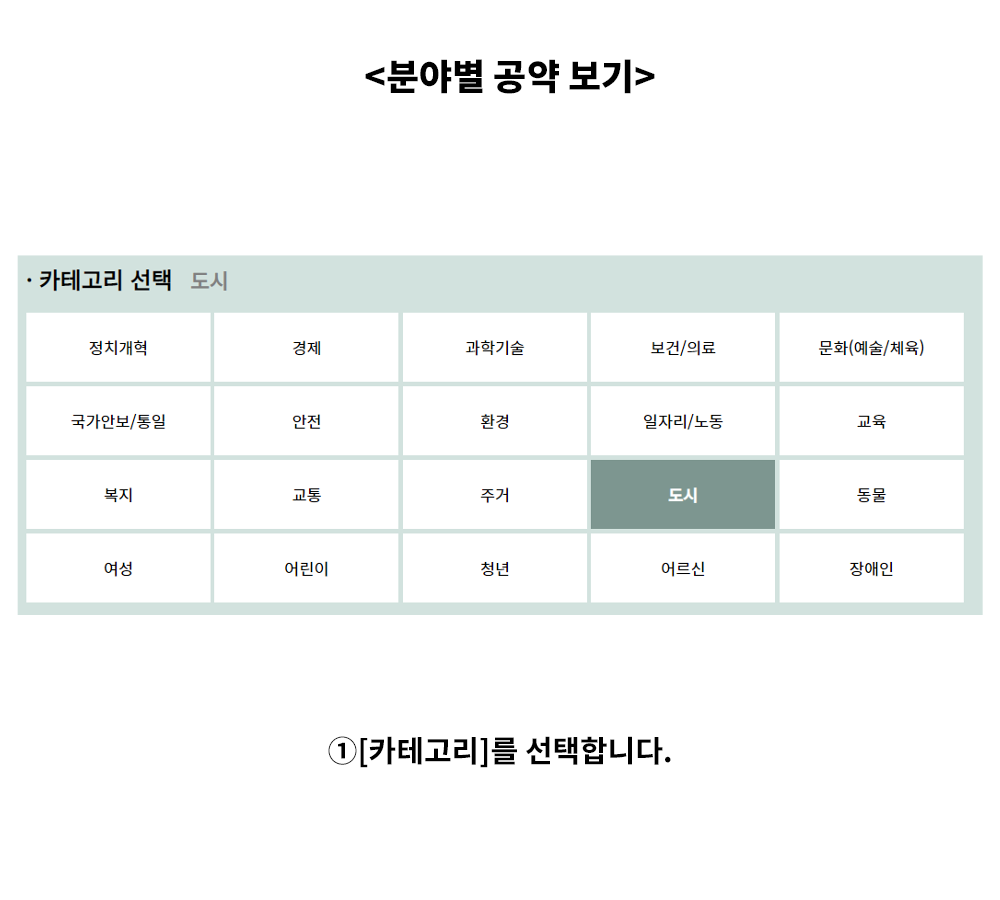 <분야별 공약 보기>
· 카테고리 선택 도시
정치개혁 경제 과학기술 보건/의료 문화(예술/체육)
국가안보/통일 안전 환경 일자리/노동 교육
복지 교통 주거 도시 동물
여성 어린이 청년 어르신 장애인
①[카테고리]를 선택합니다.